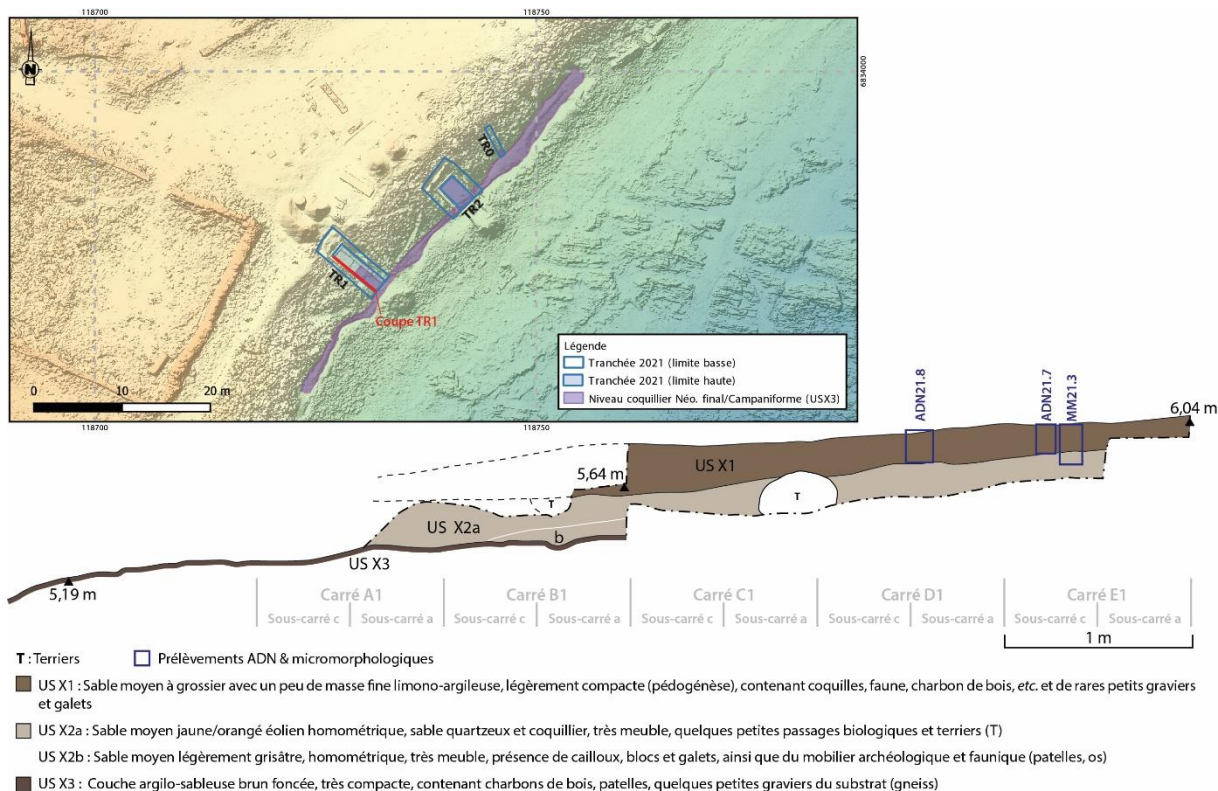 118700
118750
N
6834000
TR0
TR2
TR1
Coupe TR1
Légende
Tranchée 2021 (limite basse)
Tranchée 2021 (limite haute)
Niveau coquillier Néo. final/Campaniforme (USX3)
0 10 20 m
118700
118750
ADN21.8
ADN21.7
MM21.3
6,04 m
US X1
5,64 m
T
T
US X2a
b
US X3
5,19 m
Carré A1 Carré B1 Carré C1 Carré D1 Carré E1
Sous-carré c Sous-carré a Sous-carré c Sous-carré a Sous-carré c Sous-carré a Sous-carré c Sous-carré a Sous-carré c Sous-carré a
1 m
T : Terriers Prélèvements ADN & micromorphologiques
US X1 : Sable moyen à grossier avec un peu de masse fine limono-argileuse, légèrement compacte (pédogénèse), contenant coquilles, faune, charbon de bois, etc. et de rares petits graviers
et galets
US X2a : Sable moyen jaune/orangé éolien homométrique, sable quartzeux et coquillier, très meuble, quelques petites passages biologiques et terriers (T)
US X2b : Sable moyen légèrement grisâtre, homométrique, très meuble, présence de cailloux, blocs et galets, ainsi que du mobilier archéologique et faunique (patelles, os)
US X3 : Couche argilo-sableuse brun foncée, très compacte, contenant charbons de bois, patelles, quelques petites graviers du substrat (gneiss)